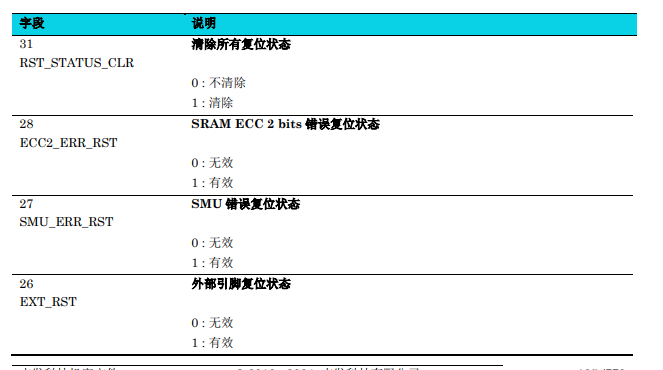 字段 说明
31 清除所有复位状态
RST_STATUS_CLR
0 : 不清除
1 : 清除
28 SRAM ECC 2 bits 错误复位状态
ECC2_ERR_RST
0 : 无效
1 : 有效
27 SMU 错误复位状态
SMU_ERR_RST
0 : 无效
1 : 有效
26 外部引脚复位状态
EXT_RST
0 : 无效
1 : 有效